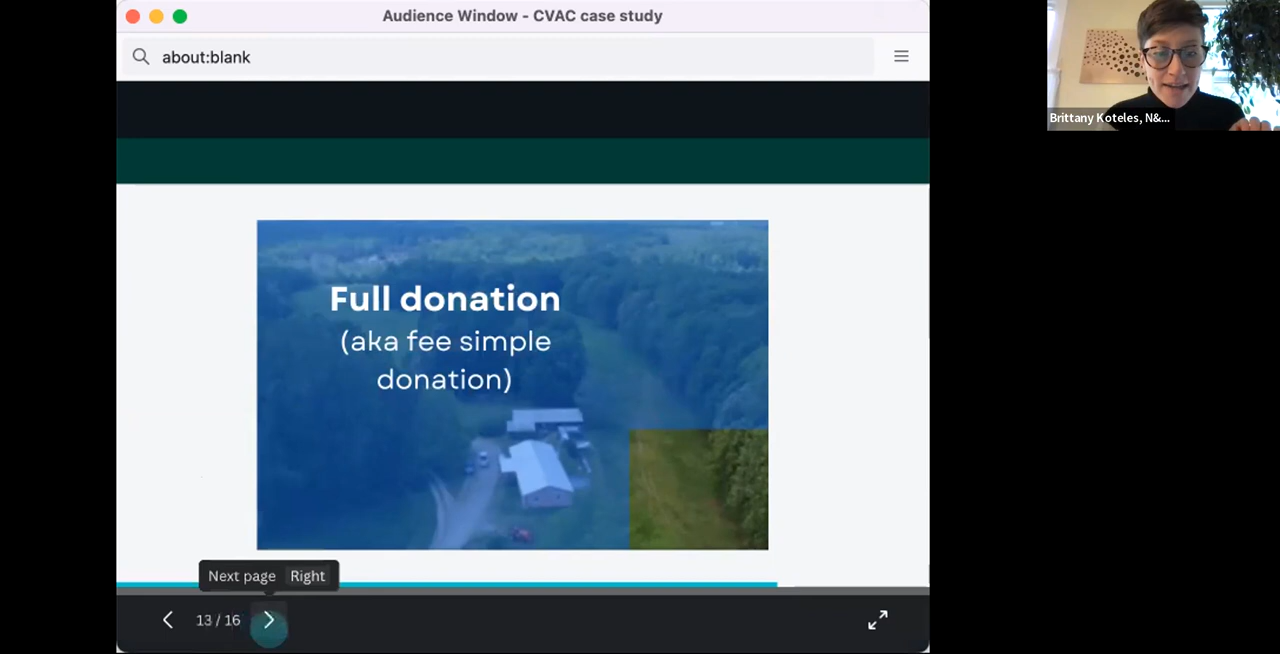 Audience Window - CVAC case study
about:blank
Brittany Koteles, N&...
Full donation
(aka fee simple
donation)
Next page Right
13 / 16